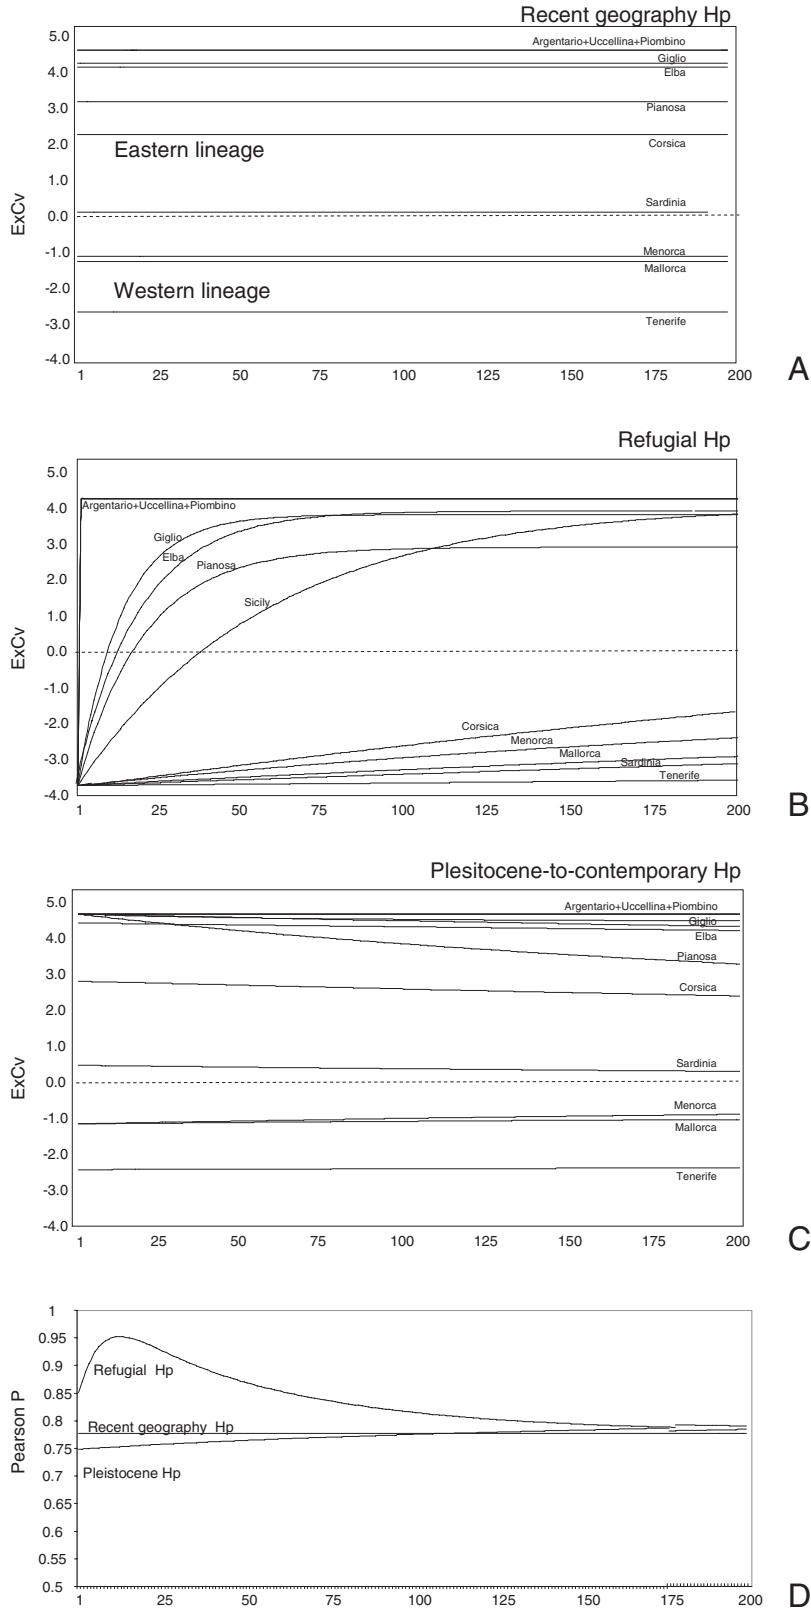 Recent geography Hp
5.0
Argentario+Uccellina+Piombino
Giglio
4.0
Elba
3.0
Pianosa
2.0
Corsica
Eastern lineage
1.0
ExCv
Sardinia
0.0
-1.0
Menorca
Mallorca
-2.0
Western lineage
-3.0
Tenerife
-4.0
1 25 50 75 100 125 150 175 200
A
Refugial Hp
5.0
4.0
Argentario+Uccellina+Piombino
Giglio
3.0
Elba
Pianosa
2.0
Sicily
1.0
ExCv
0.0
-1.0
-2.0
Corsica
Menorca
-3.0
Mallorca
Sardinia
Tenerife
-4.0
1 25 50 75 100 125 150 175 200
B
Plesitocene-to-contemporary Hp
5.0
Argentario+Uccellina+Piombino
Giglio
4.0
Elba
Pianosa
3.0
Corsica
2.0
1.0
Sardinia
ExCv
0.0
-1.0
Menorca
Mallorca
-2.0
Tenerife
-3.0
-4.0
1 25 50 75 100 125 150 175 200
C
1
0.95
0.9
Refugial Hp
0.85
0.8
Recent geography Hp
0.75
Pearson P
Pleistocene Hp
0.7
0.65
0.6
0.55
0.5
1 25 50 75 100 125 150 175 200
D